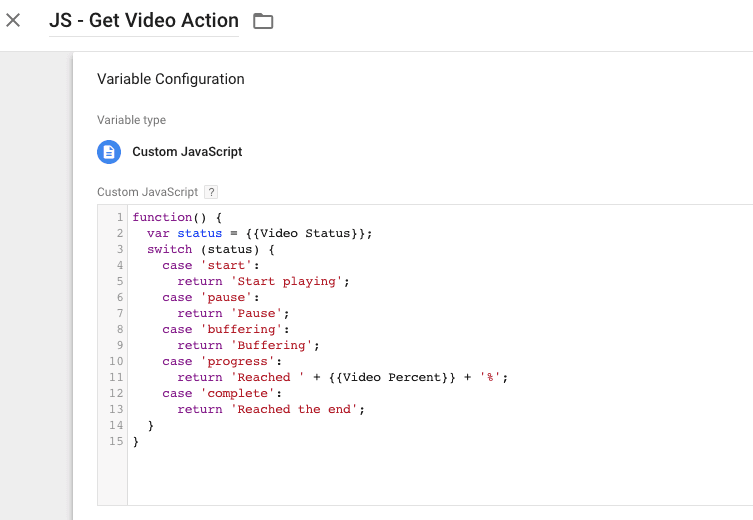 JS - Get Video Action
Variable Configuration
Variable type
Custom JavaScript
Custom JavaScript ?
1 function() {
2   var status = {{Video Status}};
3   switch (status) {
4     case 'start':
5       return 'Start playing';
6     case 'pause':
7       return 'Pause';
8     case 'buffering':
9       return 'Buffering';
10     case 'progress':
11       return 'Reached ' + {{Video Percent}} + '%';
12     case 'complete':
13       return 'Reached the end';
14   }
15 }